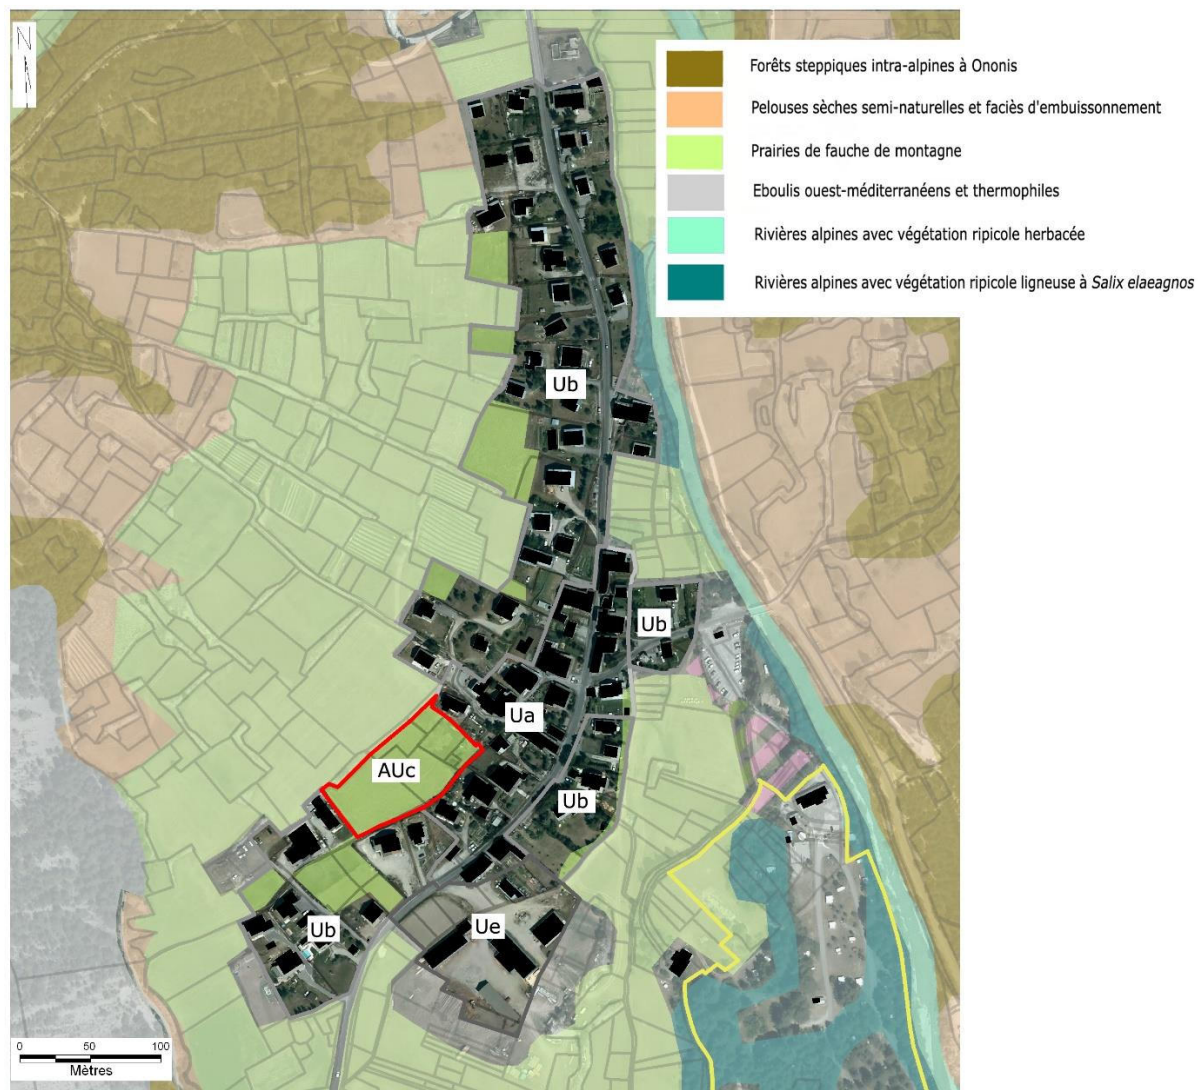 N
Forêts steppiques intra-alpines à Ononis
Pelouses sèches semi-naturelles et faciès d'embuissonnement
Prairies de fauche de montagne
Eboulis ouest-méditerranéens et thermophiles
Rivières alpines avec végétation ripicole herbacée
Rivières alpines avec végétation ripicole ligneuse à Salix elaeagnos
Ub
Ub
Ua
AUc
Ub
Ub
Ue
0 50 100
Mètres